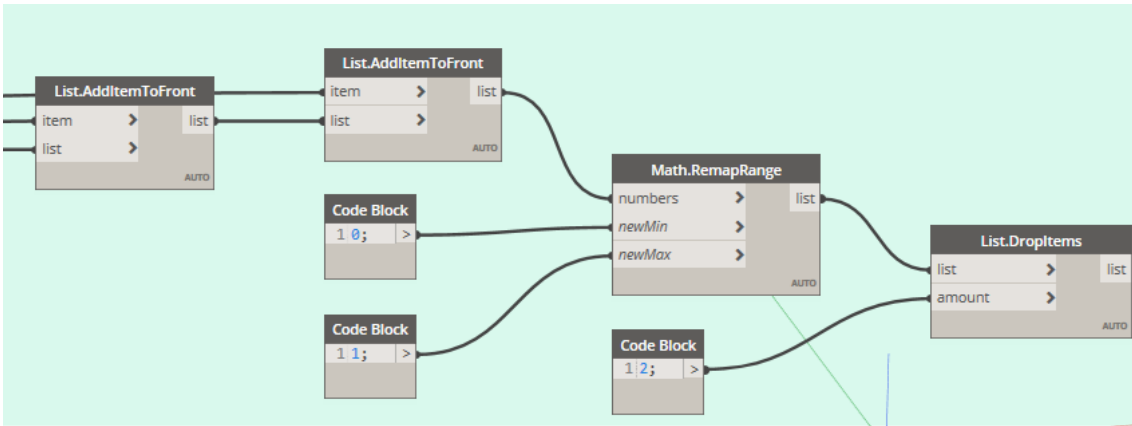 List.AddItemToFront
item > list
list >
AUTO
List.AddItemToFront
item > list
list >
AUTO
Code Block
1 0; >
Code Block
1 1; >
Math.RemapRange
numbers > list
newMin >
newMax >
AUTO
Code Block
1 2; >
List.DropItems
list > list
amount >
AUTO